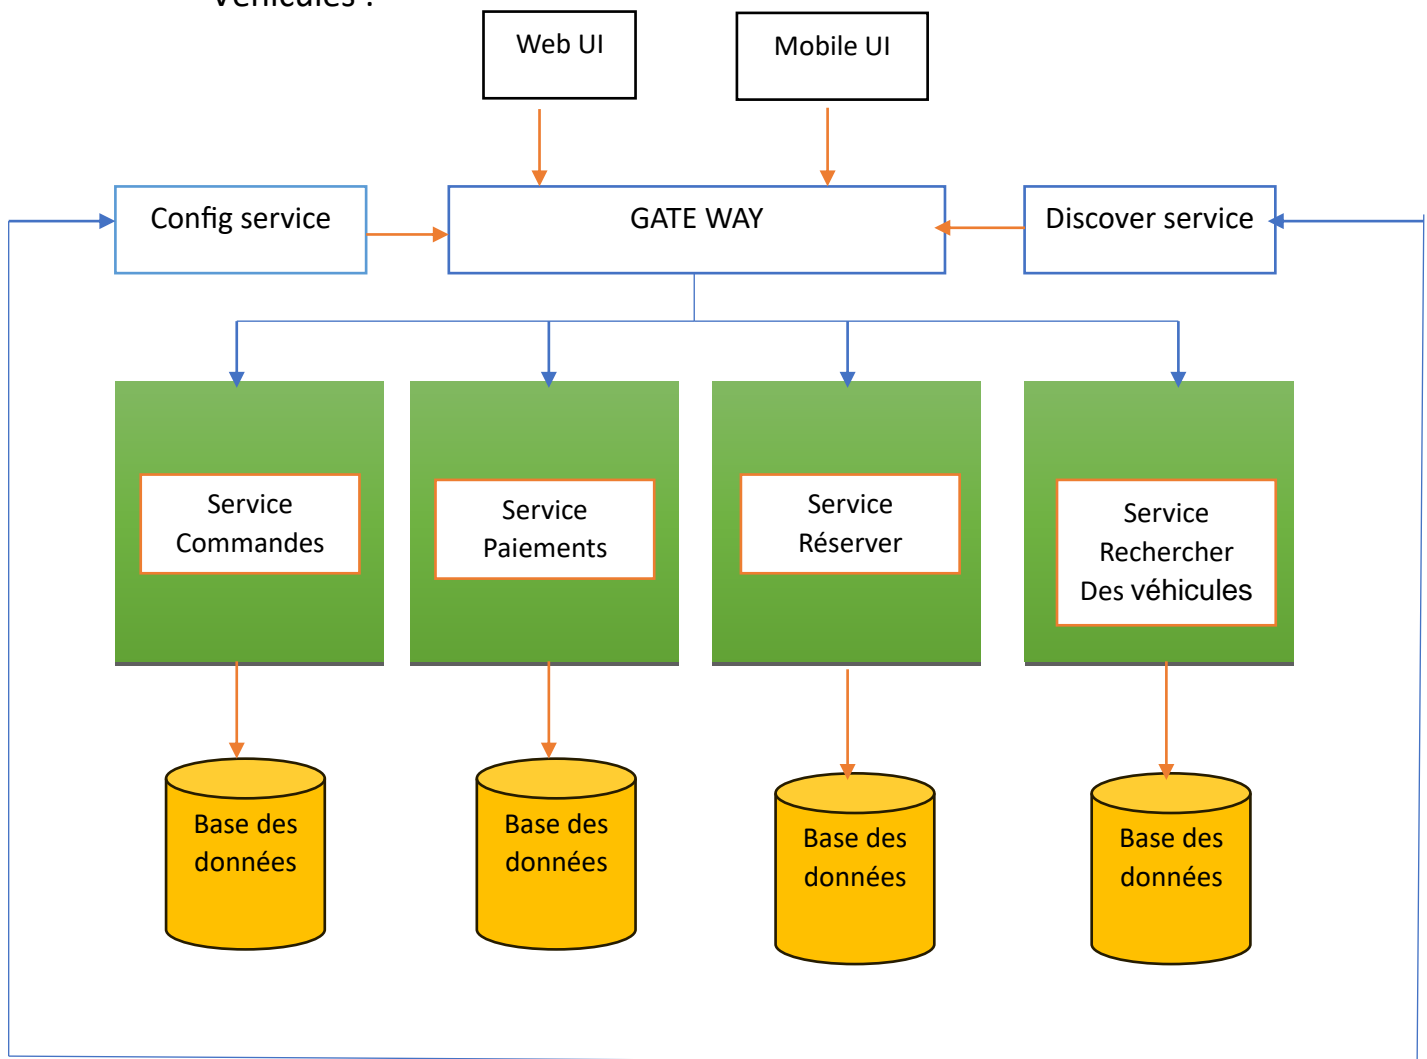 véhicules :
Web UI
Mobile UI
Config service
GATE WAY
Discover service
Service
Commandes
Service
Paiements
Service
Réserver
Service
Rechercher
Des véhicules
Base des
données
Base des
données
Base des
données
Base des
données